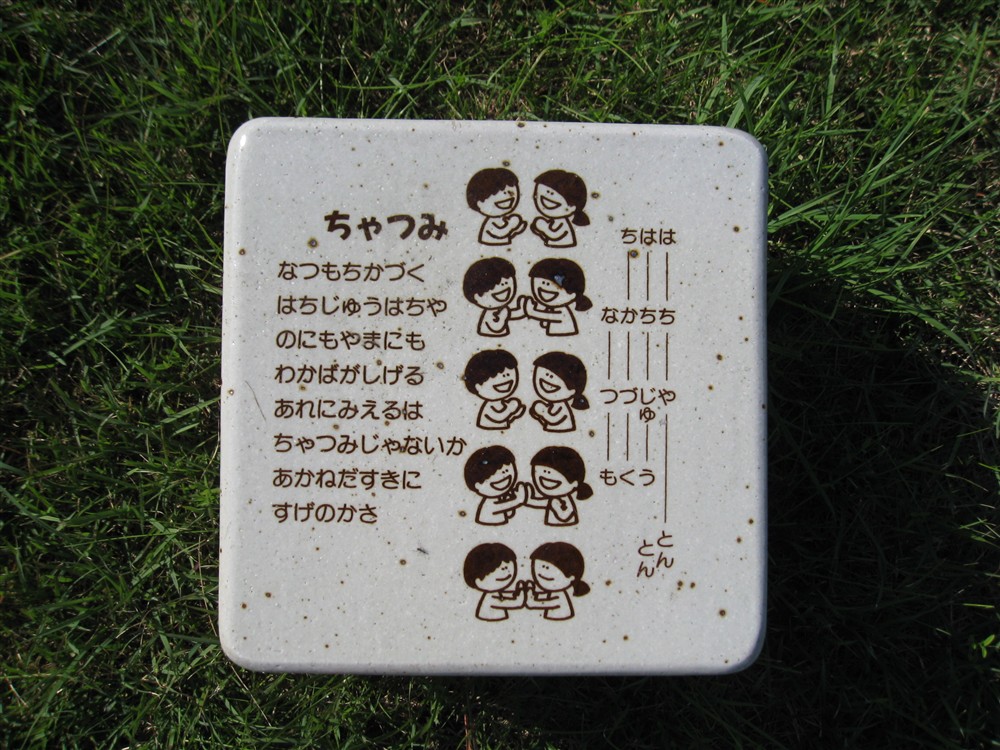 ちゃつみ
なつもちかづく
はちじゅうはちや
のにもやまにも
わかばがしげる
あれにみえるは
ちゃつみじゃないか
あかねだすきに
すげのかさ
ちはは
なかちち
つづじゅや
もくう
とん
とん